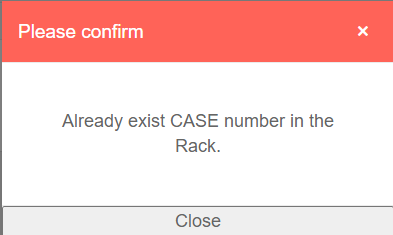 Please confirm ×
Already exist CASE number in the
Rack.
Close